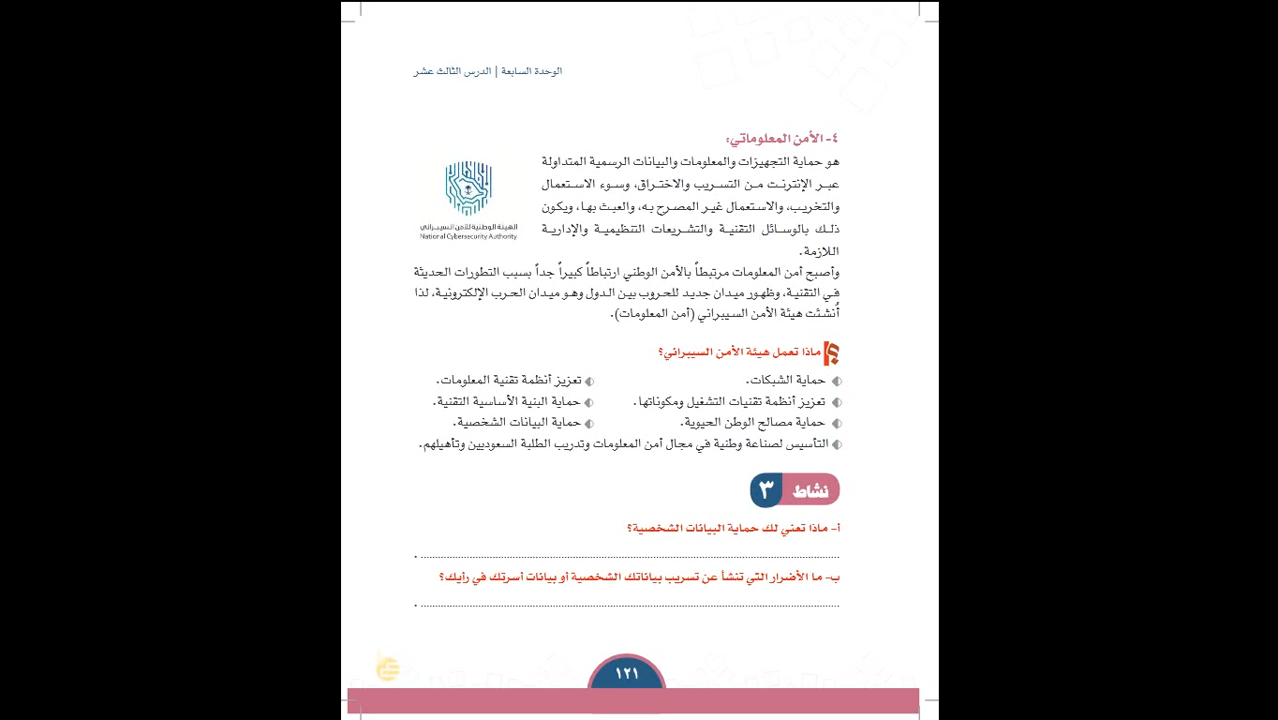 الوحدة السابعة | الدرس الثالث عشر
٤- الأمن المعلوماتي:
هو حماية التجهيزات والمعلومات والبيانات الرسمية المتداولة
عبر الإنترنت من التسريب والاختراق، وسوء الاستعمال
والتخريب، والاستعمال غير المصرح به، والعبث بها، ويكون
ذلك بالوسائل التقنية والتشريعات التنظيمية والإدارية
اللازمة.
الهيئة الوطنية للأمن السيبراني
National Cybersecurity Authority
وأصبح أمن المعلومات مرتبطاً بالأمن الوطني ارتباطاً كبيراً جداً بسبب التطورات الحديثة
في التقنية، وظهور ميدان جديد للحروب بين الدول وهو ميدان الحرب الإلكترونية، لذا
أُنشئت هيئة الأمن السيبراني (أمن المعلومات).
ماذا تعمل هيئة الأمن السيبراني؟
حماية الشبكات.
تعزيز أنظمة تقنية المعلومات.
تعزيز أنظمة تقنيات التشغيل ومكوناتها.
حماية البنية الأساسية التقنية.
حماية مصالح الوطن الحيوية.
حماية البيانات الشخصية.
التأسيس لصناعة وطنية في مجال أمن المعلومات وتدريب الطلبة السعوديين وتأهيلهم.
نشاط ٣
أ- ماذا تعني لك حماية البيانات الشخصية؟
ب- ما الأضرار التي تنشأ عن تسريب بياناتك الشخصية أو بيانات أسرتك في رأيك؟
١٢١